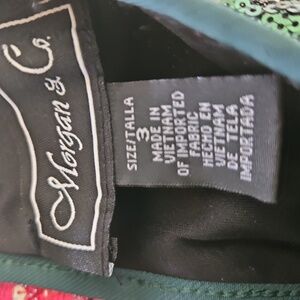 Morgan & Co.
SIZE/TALLA
3
MADE IN
VIETNAM
OF IMPORTED
FABRIC
HECHO EN
VIETNAM
DE TELA
IMPORTADA